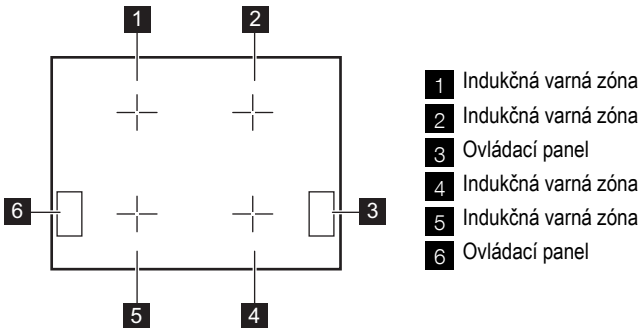 1 2
6 3
5 4
1 Indukčná varná zóna
2 Indukčná varná zóna
3 Ovládací panel
4 Indukčná varná zóna
5 Indukčná varná zóna
6 Ovládací panel